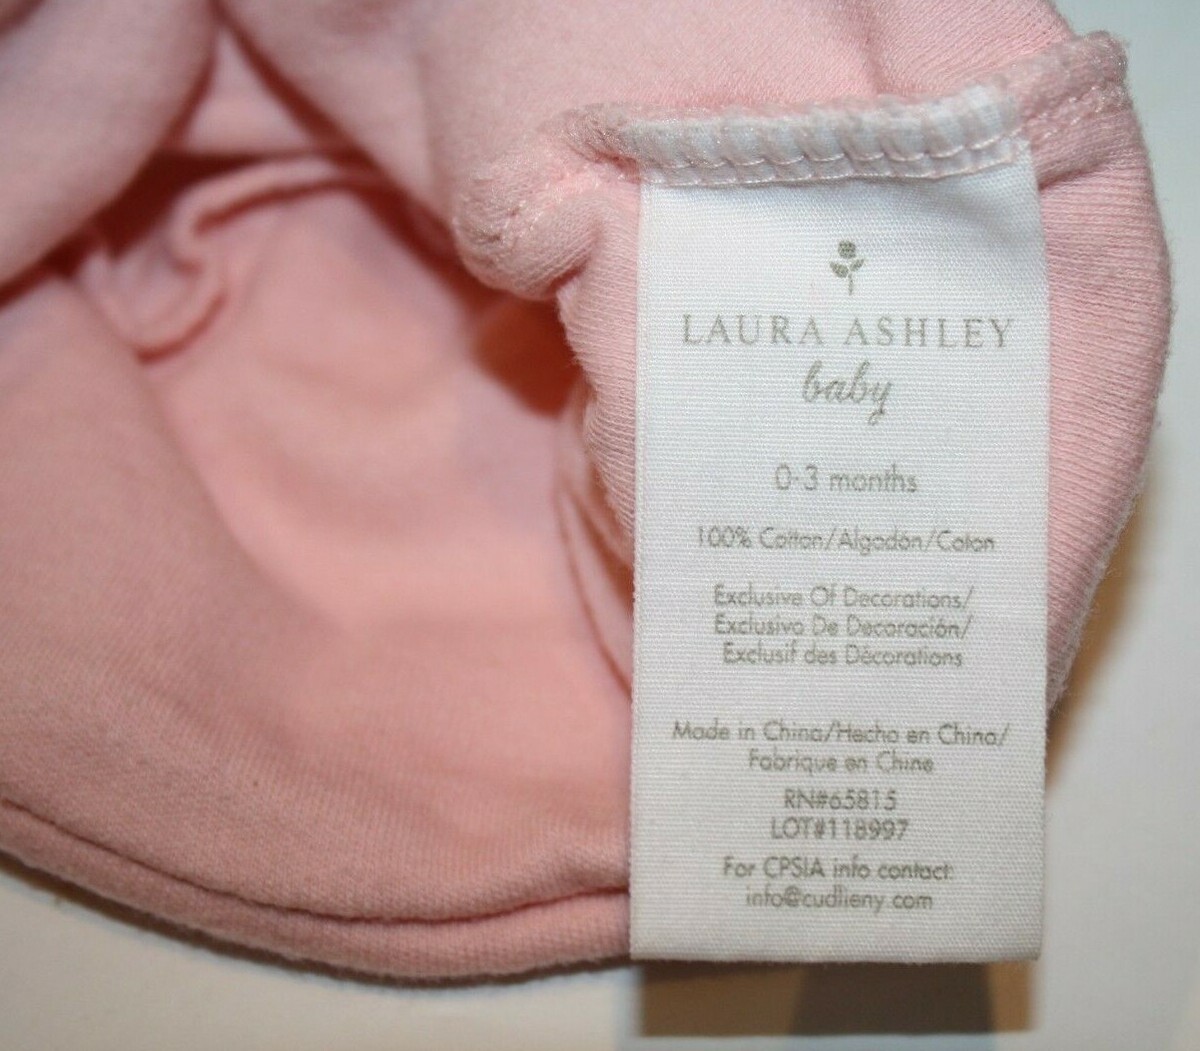 LAURA ASHLEY
baby
0-3 months
100% Cotton/Algodón/Coton
Exclusive Of Decorations/
Exclusivo De Decoración/
Exclusif des Décorations
Made in China/Hecho en China/
Fabrique en Chine
RN#65815
LOT#118997
For CPSIA info contact:
info@cudlieny.com